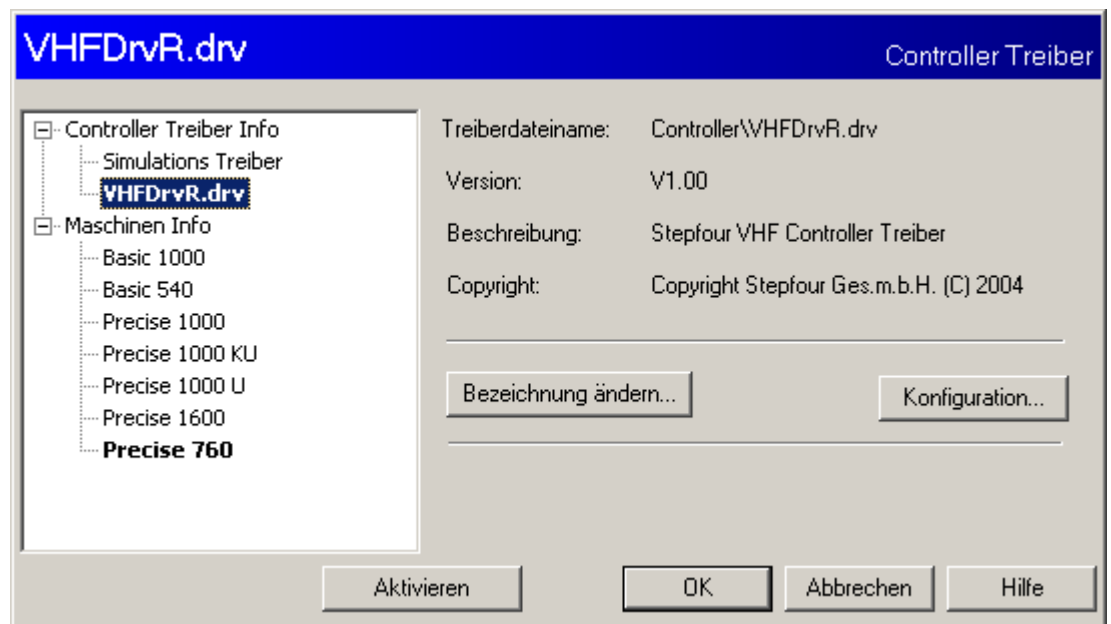 VHFDrvR.drv
Controller Treiber
Controller Treiber Info
Simulations Treiber
VHFDrvR.drv
Maschinen Info
Basic 1000
Basic 540
Precise 1000
Precise 1000 KU
Precise 1000 U
Precise 1600
Precise 760
Treiberdateiname: Controller\VHFDrvR.drv
Version: V1.00
Beschreibung: Stepfour VHF Controller Treiber
Copyright: Copyright Stepfour Ges.m.b.H. (C) 2004
Bezeichnung ändern...
Konfiguration...
Aktivieren
OK
Abbrechen
Hilfe